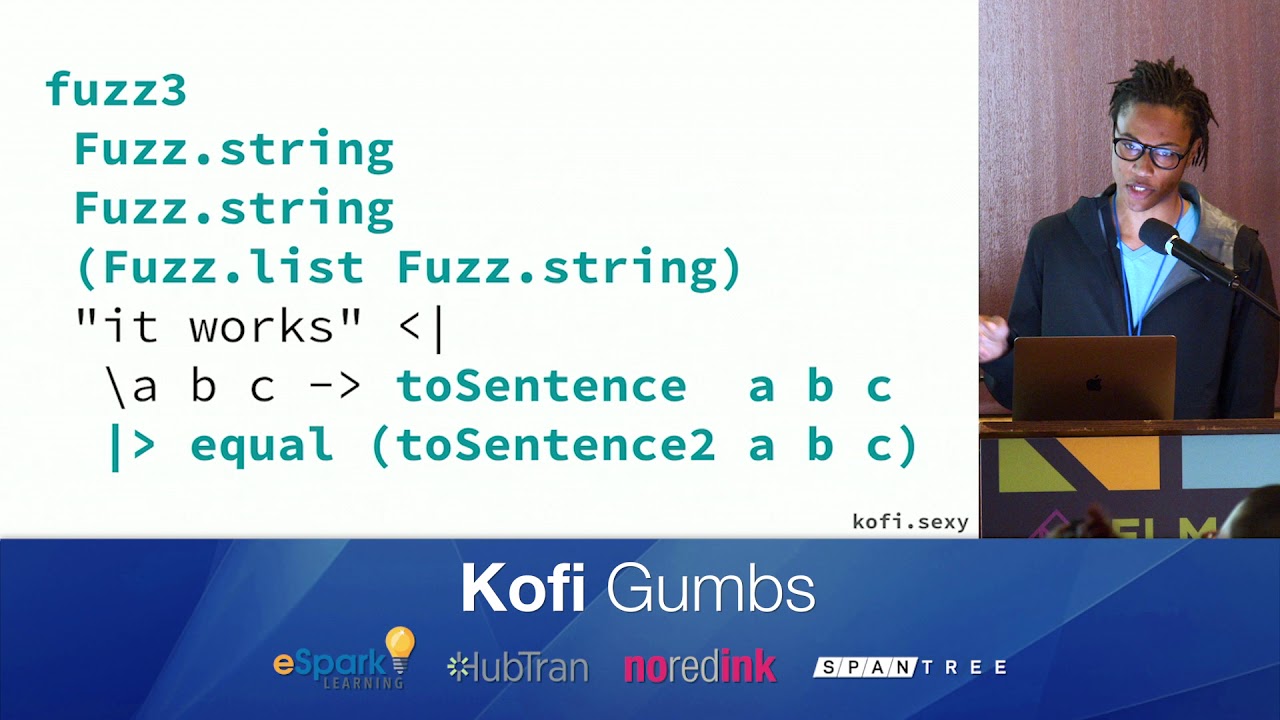 fuzz3
Fuzz.string
Fuzz.string
(Fuzz.list Fuzz.string)
"it works" <|
\a b c -> toSentence a b c
|> equal (toSentence2 a b c)
kofi.sexy
ELM
Kofi Gumbs
eSpark
LEARNING
HubTran
noredink
SPANTREE